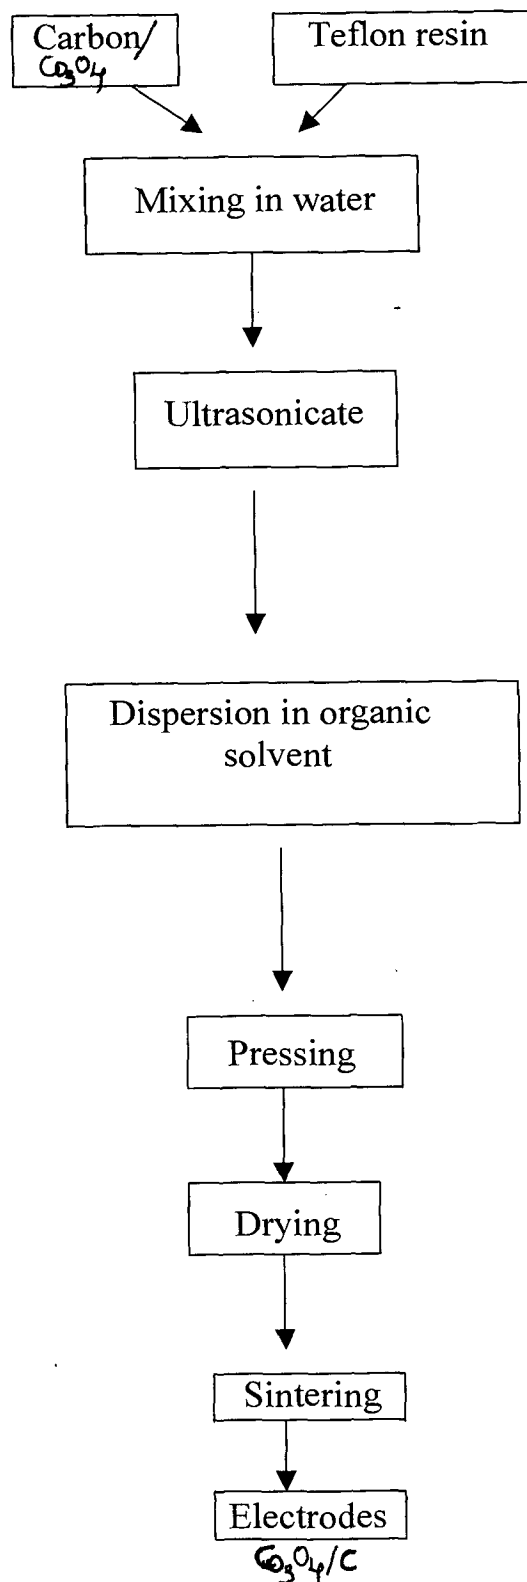 Carbon/
Co₃O₄
Teflon resin
Mixing in water
Ultrasonicate
Dispersion in organic
solvent
Pressing
Drying
Sintering
Electrodes
Co₃O₄/C